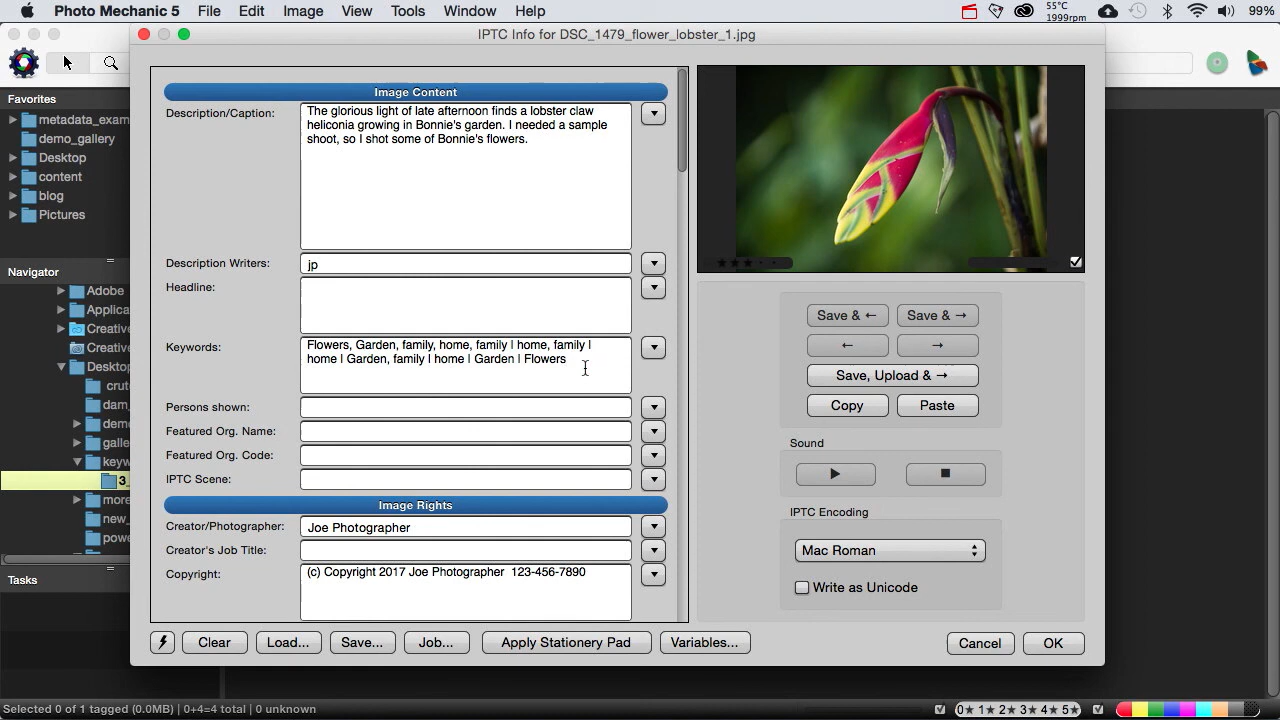 Photo Mechanic 5 File Edit Image View Tools Window Help
55°C
1999rpm
99%
IPTC Info for DSC_1479_flower_lobster_1.jpg
Favorites
metadata_exam
demo_gallery
Desktop
content
blog
Pictures
Navigator
Adobe
Applica
Creative
Creative
Desktop
crut
dam_
demo
galle
keyw
3_
more
new_
powe
Tasks
Image Content
Description/Caption:
The glorious light of late afternoon finds a lobster claw
heliconia growing in Bonnie's garden. I needed a sample
shoot, so I shot some of Bonnie's flowers.
Description Writers:
jp
Headline:
Keywords:
Flowers, Garden, family, home, family | home, family |
home | Garden, family | home | Garden | Flowers
Persons shown:
Featured Org. Name:
Featured Org. Code:
IPTC Scene:
Image Rights
Creator/Photographer:
Joe Photographer
Creator's Job Title:
Copyright:
(c) Copyright 2017 Joe Photographer 123-456-7890
Save & ← Save & →
← →
Save, Upload & →
Copy Paste
Sound
IPTC Encoding
Mac Roman
Write as Unicode
Clear Load... Save... Job... Apply Stationery Pad Variables... Cancel OK
Selected 0 of 1 tagged (0.0MB) | 0+4=4 total | 0 unknown
0★ 1★ 2★ 3★ 4★ 5★